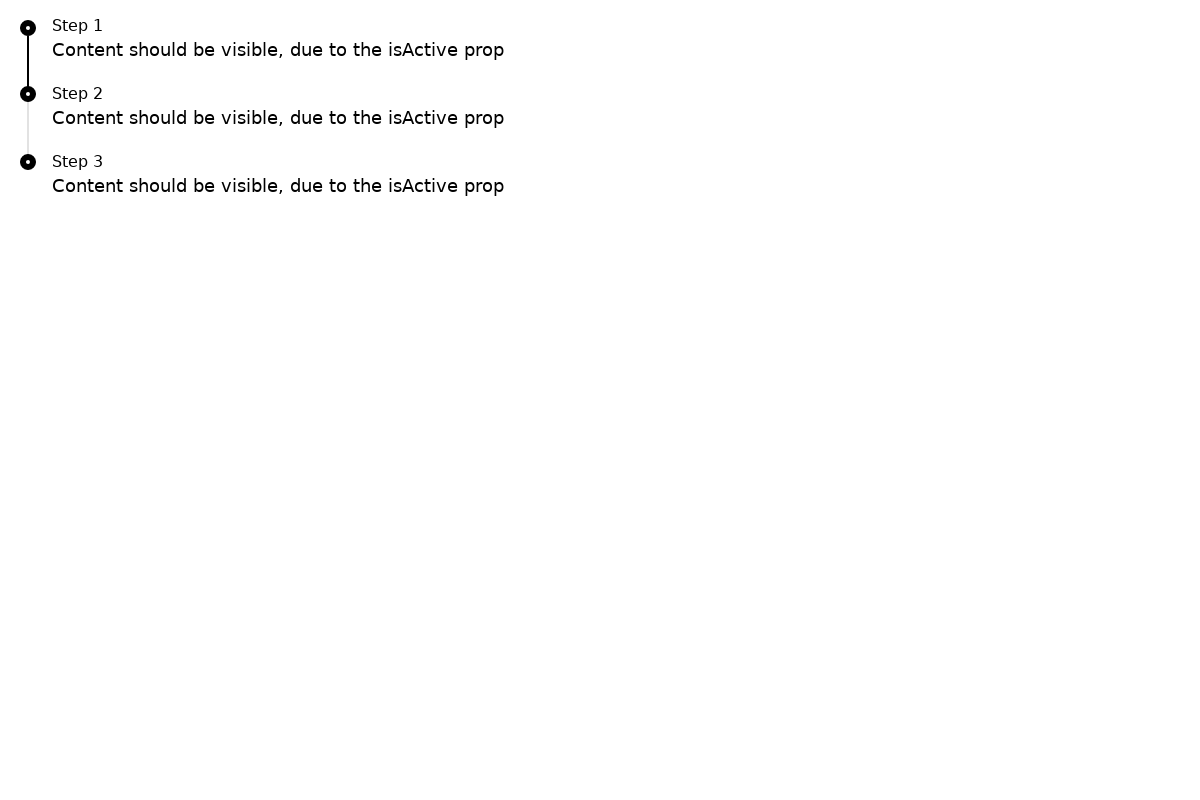 Step 1
Content should be visible, due to the isActive prop
Step 2
Content should be visible, due to the isActive prop
Step 3
Content should be visible, due to the isActive prop